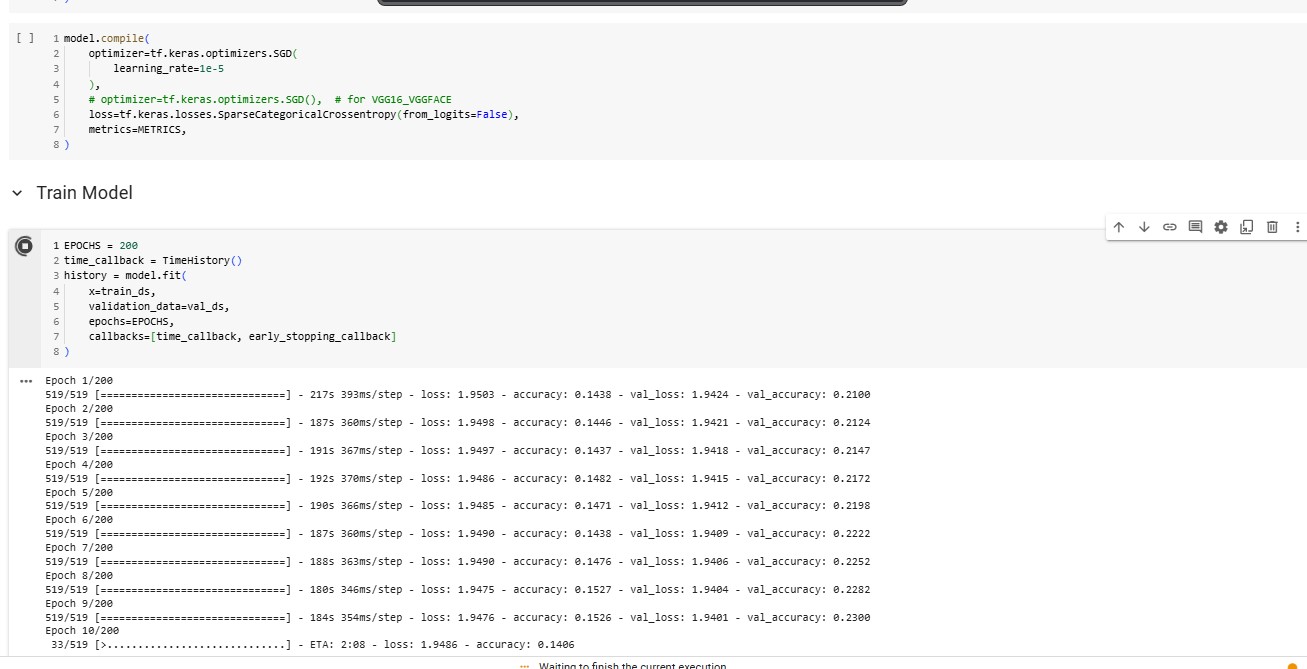 [ ]
1 model.compile(
2     optimizer=tf.keras.optimizers.SGD(
3         learning_rate=1e-5
4     ),
5     # optimizer=tf.keras.optimizers.SGD(),  # for VGG16_VGGFACE
6     loss=tf.keras.losses.SparseCategoricalCrossentropy(from_logits=False),
7     metrics=METRICS,
8 )
Train Model
1 EPOCHS = 200
2 time_callback = TimeHistory()
3 history = model.fit(
4     x=train_ds,
5     validation_data=val_ds,
6     epochs=EPOCHS,
7     callbacks=[time_callback, early_stopping_callback]
8 )
Epoch 1/200
519/519 [==============================] - 217s 393ms/step - loss: 1.9503 - accuracy: 0.1438 - val_loss: 1.9424 - val_accuracy: 0.2100
Epoch 2/200
519/519 [==============================] - 187s 360ms/step - loss: 1.9498 - accuracy: 0.1446 - val_loss: 1.9421 - val_accuracy: 0.2124
Epoch 3/200
519/519 [==============================] - 191s 367ms/step - loss: 1.9497 - accuracy: 0.1437 - val_loss: 1.9418 - val_accuracy: 0.2147
Epoch 4/200
519/519 [==============================] - 192s 370ms/step - loss: 1.9486 - accuracy: 0.1482 - val_loss: 1.9415 - val_accuracy: 0.2172
Epoch 5/200
519/519 [==============================] - 190s 366ms/step - loss: 1.9485 - accuracy: 0.1471 - val_loss: 1.9412 - val_accuracy: 0.2198
Epoch 6/200
519/519 [==============================] - 187s 360ms/step - loss: 1.9490 - accuracy: 0.1438 - val_loss: 1.9409 - val_accuracy: 0.2222
Epoch 7/200
519/519 [==============================] - 188s 363ms/step - loss: 1.9490 - accuracy: 0.1476 - val_loss: 1.9406 - val_accuracy: 0.2252
Epoch 8/200
519/519 [==============================] - 180s 346ms/step - loss: 1.9475 - accuracy: 0.1527 - val_loss: 1.9404 - val_accuracy: 0.2282
Epoch 9/200
519/519 [==============================] - 184s 354ms/step - loss: 1.9476 - accuracy: 0.1526 - val_loss: 1.9401 - val_accuracy: 0.2300
Epoch 10/200
33/519 [>.............................] - ETA: 2:08 - loss: 1.9486 - accuracy: 0.1406
Waiting to finish the current execution.